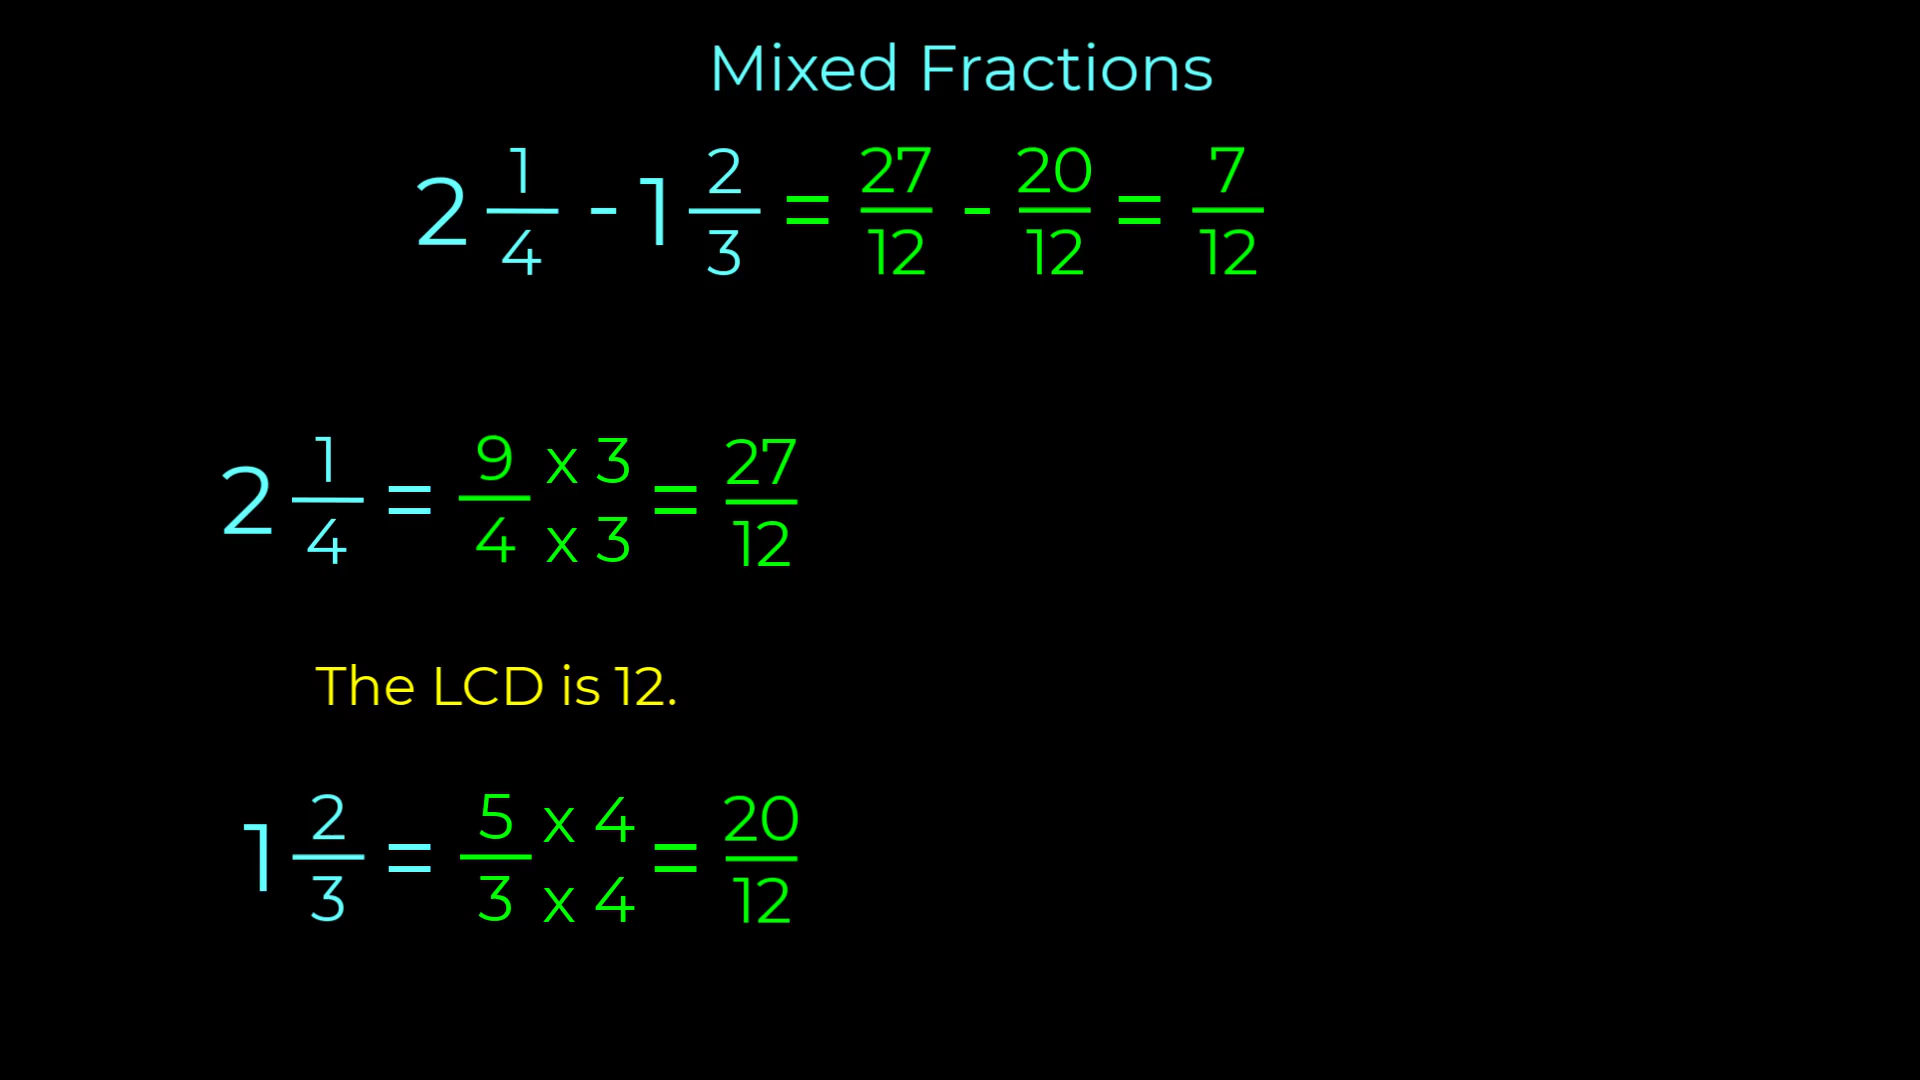 Mixed Fractions
2 1/4 - 1 2/3 = 27/12 - 20/12 = 7/12
2 1/4 = 9/4 x 3 x 3 = 27/12
The LCD is 12.
1 2/3 = 5/3 x 4 x 4 = 20/12